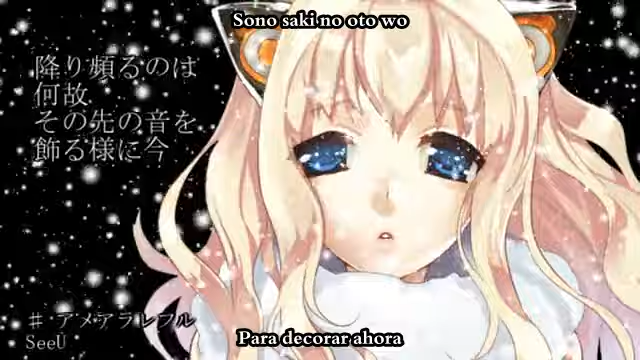 Sono saki no oto wo
降り頻るのは
何故
その先の音を
飾る様に今
♯ アメアラレフル
SeeU
Para decorar ahora